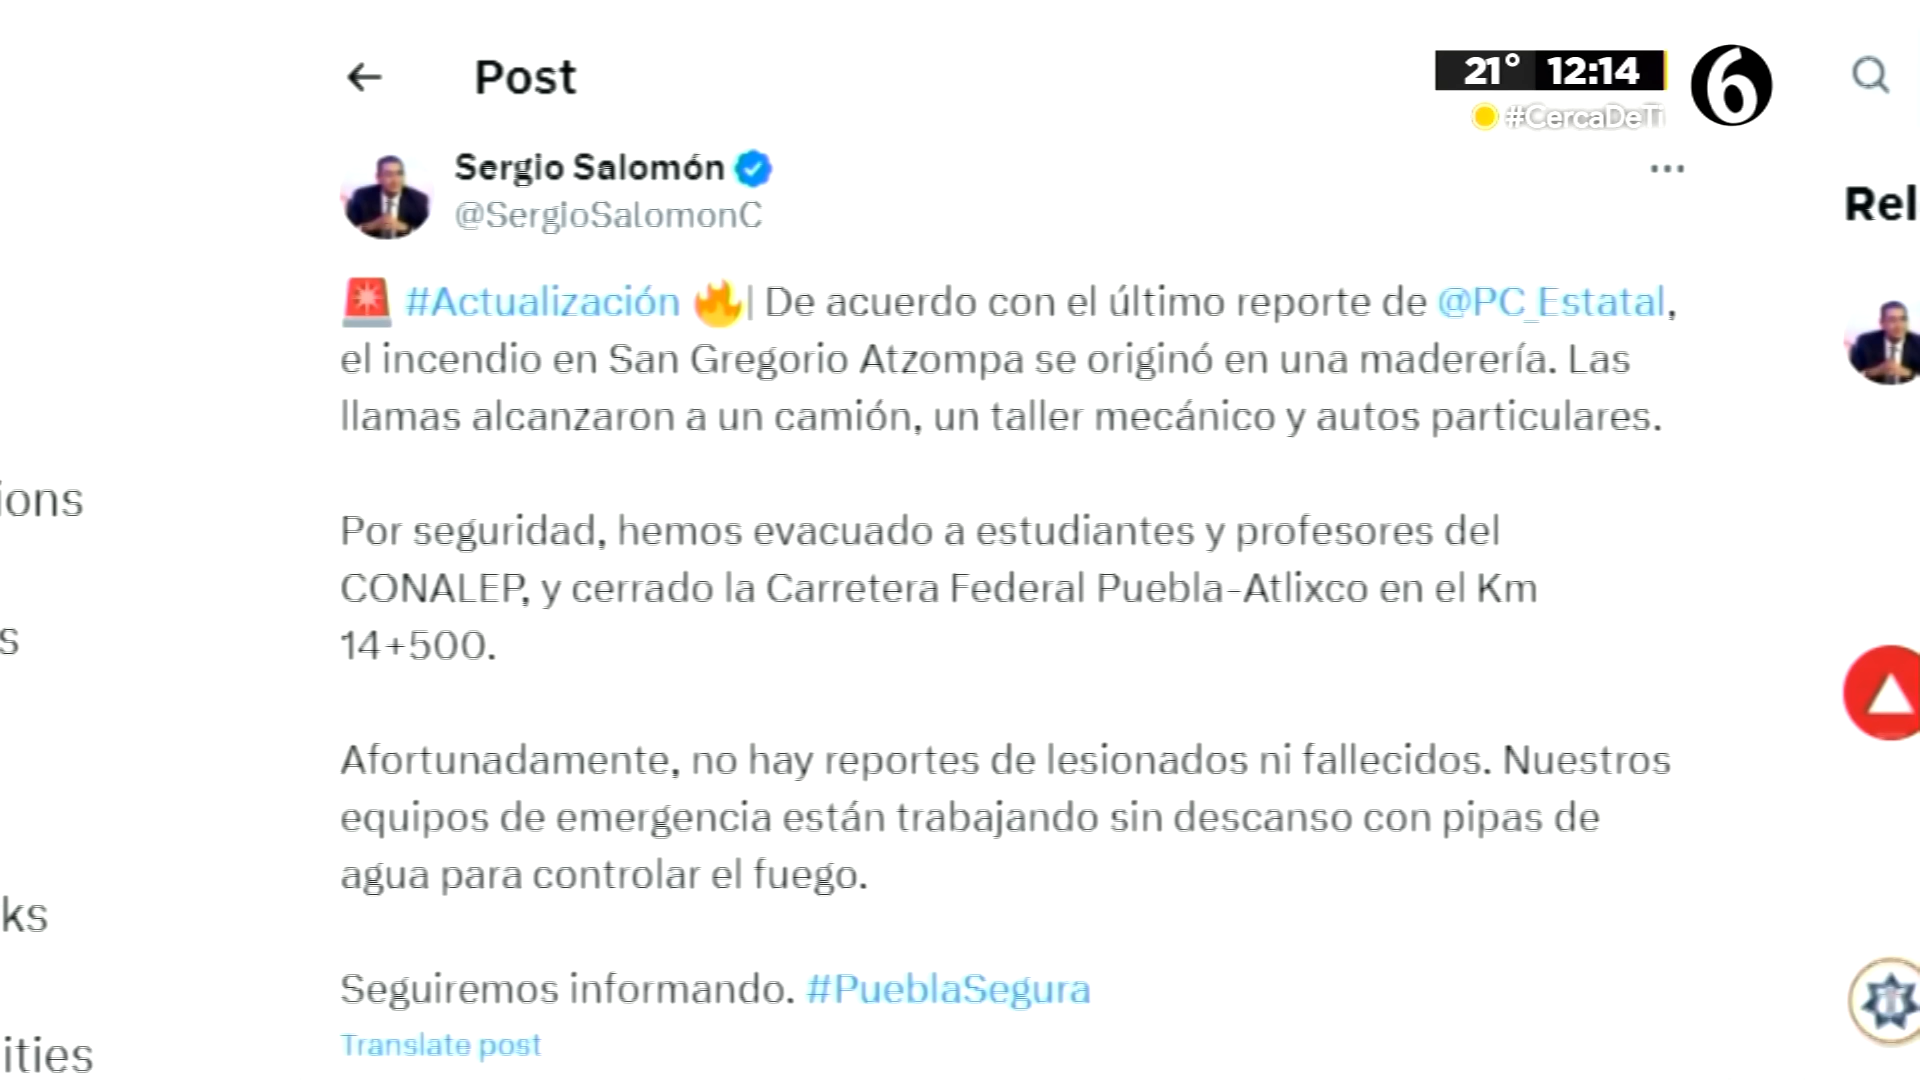 Post
21° 12:14
6
#CercaDeTi
Sergio Salomón
@SergioSalomonC
Rel
#Actualización | De acuerdo con el último reporte de @PC_Estatal,
el incendio en San Gregorio Atzompa se originó en una maderería. Las
llamas alcanzaron a un camión, un taller mecánico y autos particulares.
ions
Por seguridad, hemos evacuado a estudiantes y profesores del
CONALEP, y cerrado la Carretera Federal Puebla-Atlixco en el Km
14+500.
s
Afortunadamente, no hay reportes de lesionados ni fallecidos. Nuestros
equipos de emergencia están trabajando sin descanso con pipas de
agua para controlar el fuego.
ks
Seguiremos informando. #PueblaSegura
Translate post
ities